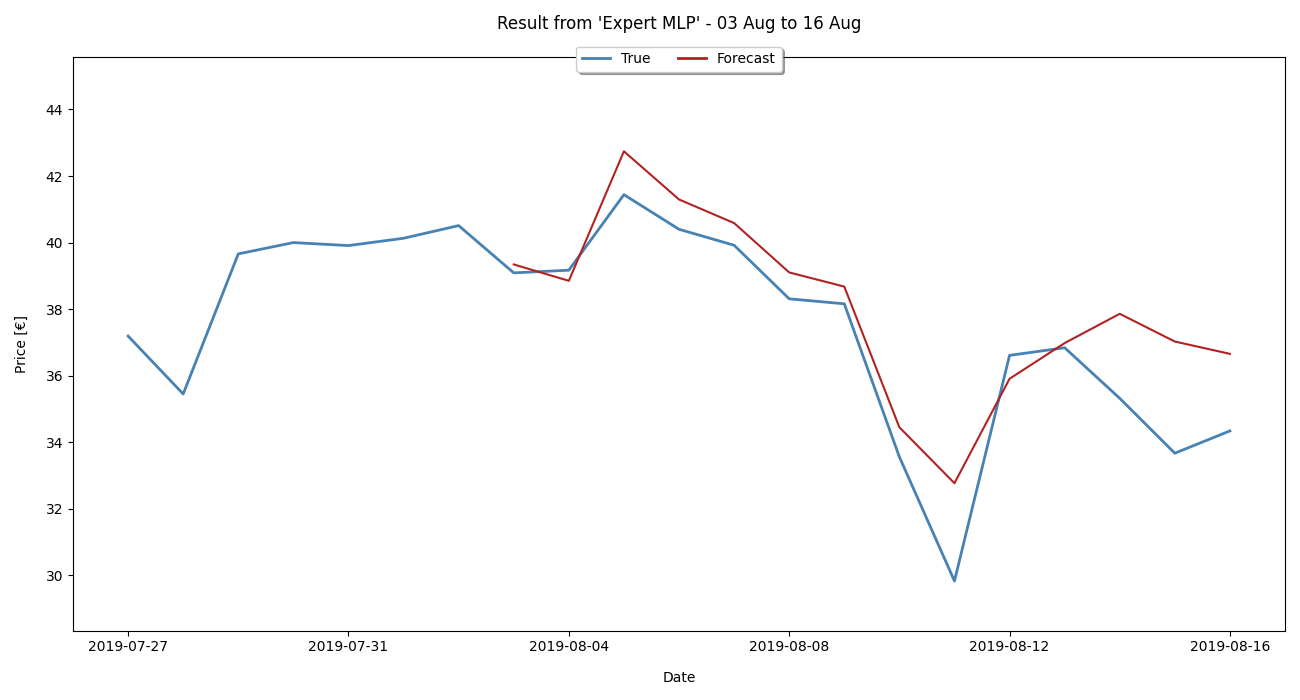 Result from 'Expert MLP' - 03 Aug to 16 Aug
True Forecast
44
42
40
38
36
34
32
30
Price [€]
2019-07-27 2019-07-31 2019-08-04 2019-08-08 2019-08-12 2019-08-16
Date